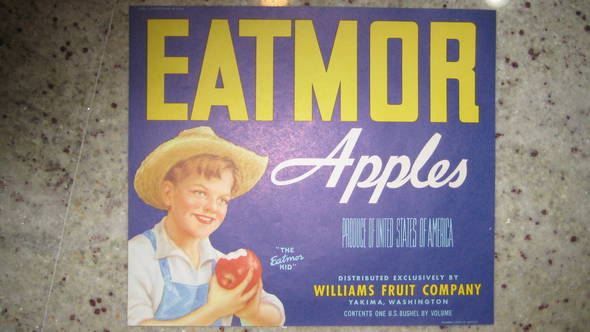 EATMOR
Apples
PRODUCE OF UNITED STATES OF AMERICA
"THE
Eatmor
KID"
DISTRIBUTED EXCLUSIVELY BY
WILLIAMS FRUIT COMPANY
YAKIMA, WASHINGTON
CONTENTS ONE U.S. BUSHEL BY VOLUME